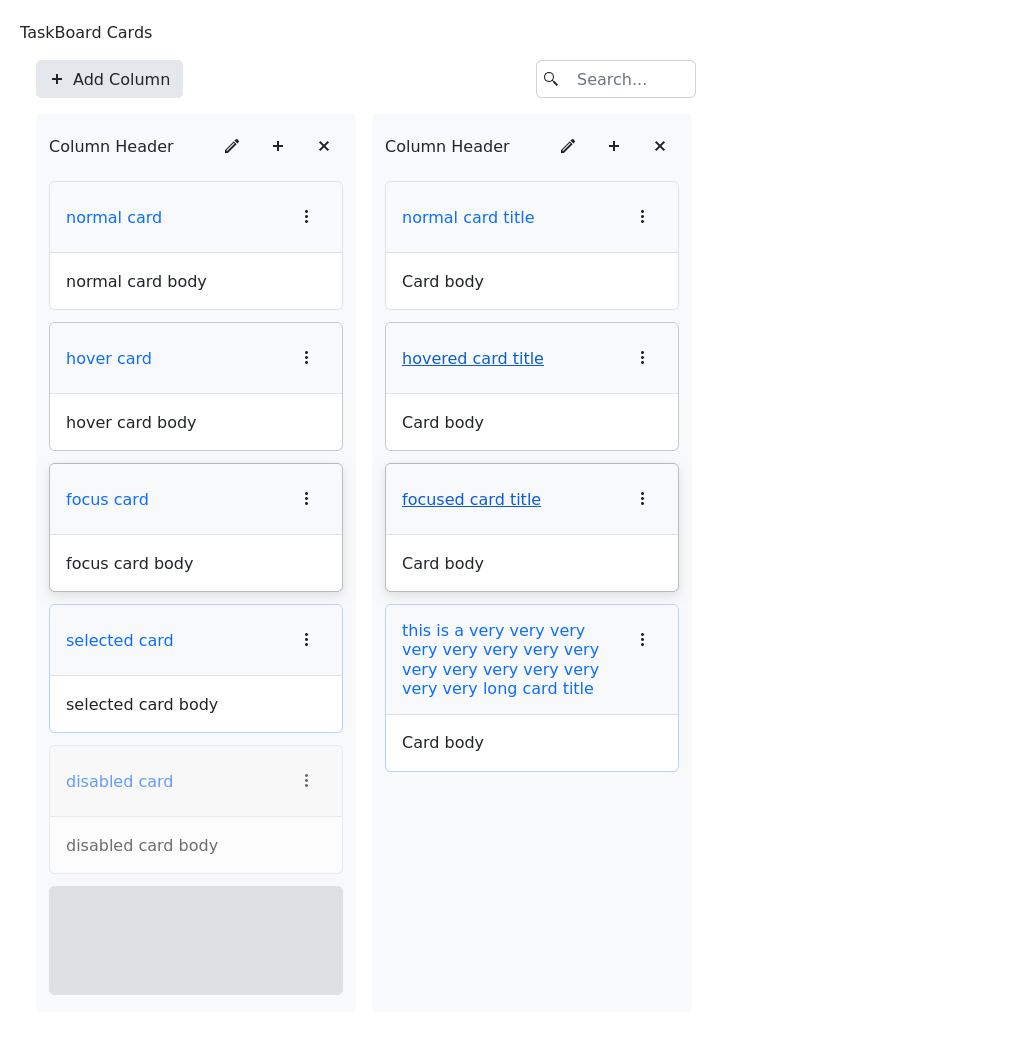 TaskBoard Cards
Add Column
Search...
Column Header
normal card
normal card body
hover card
hover card body
focus card
focus card body
selected card
selected card body
disabled card
disabled card body
Column Header
normal card title
Card body
hovered card title
Card body
focused card title
Card body
this is a very very very
very very very very very
very very very very very
very very long card title
Card body